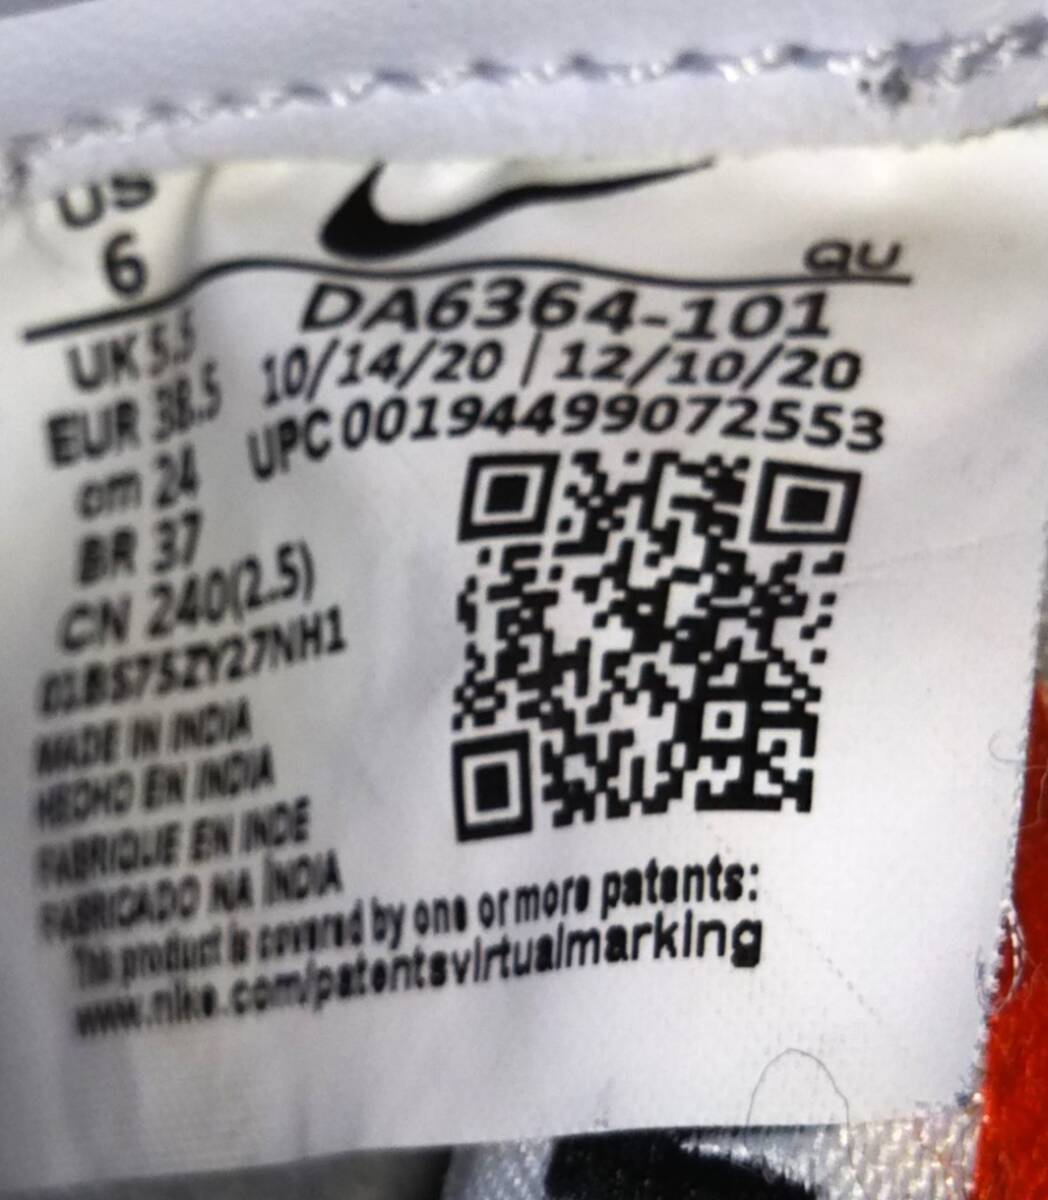 US
6
QU
DA6364-101
10/14/20 | 12/10/20
UPC 00194499072553
UK 5.5
EUR 38.5
cm 24
BR 37
CN 240(2.5)
01BS75ZY27NH1
MADE IN INDIA
HECHO EN INDIA
FABRIQUE EN INDE
FABRICADO NA ÍNDIA
This product is covered by one or more patents:
www.nike.com/patentsvirtualmarking